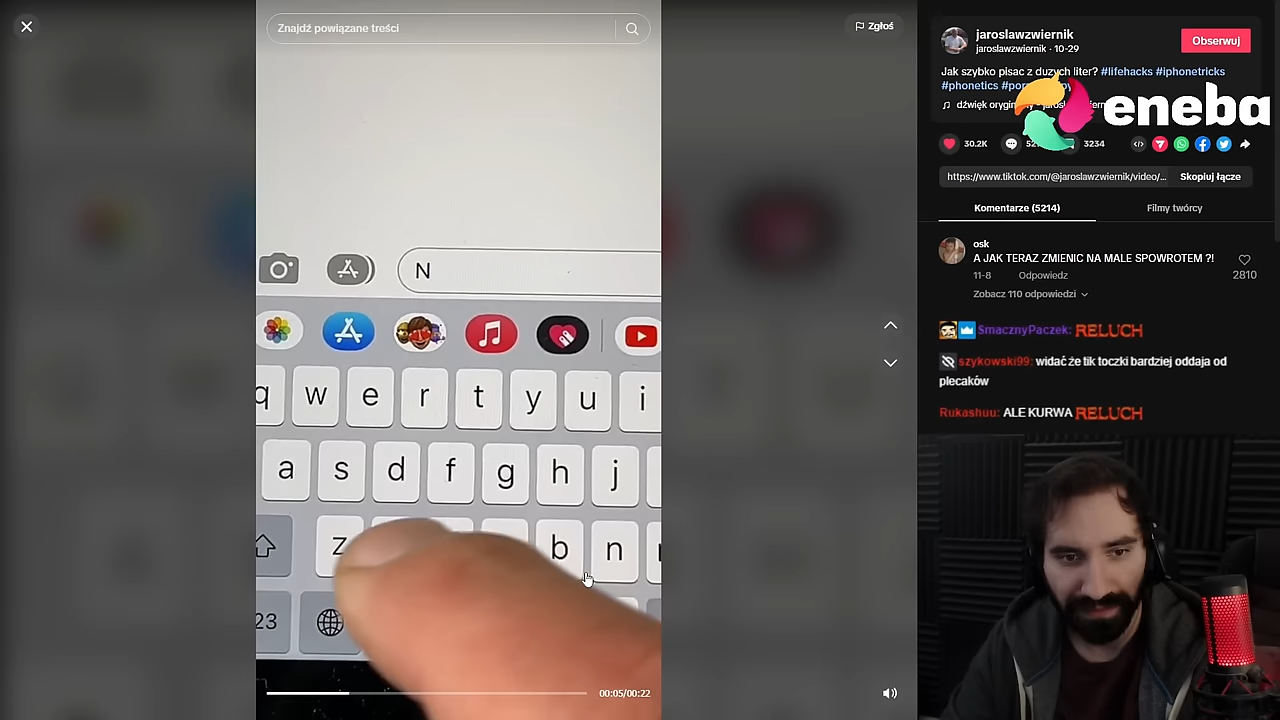 Znajdź powiązane treści
Zgłoś
N
q w e r t y u i
a s d f g h j
z b n
23
00:05/00:22
jaroslawzwiernik
jaroslawzwiernik · 10-29
Obserwuj
Jak szybko pisac z duzych liter? #lifehacks #iphonetricks
#phonetics
dźwięk
eneba
30.2K
3234
https://www.tiktok.com/@jaroslawzwiernik/video/...
Skopiuj łącze
Komentarze (5214)
Filmy twórcy
osk
A JAK TERAZ ZMIENIC NA MALE SPOWROTEM ?!
11-8 Odpowiedz
2810
Zobacz 110 odpowiedzi
SmacznyPaczek: RELUCH
szykowski99: widać że tik toczki bardziej oddaja od
plecaków
Rukashuu: ALE KURWA RELUCH